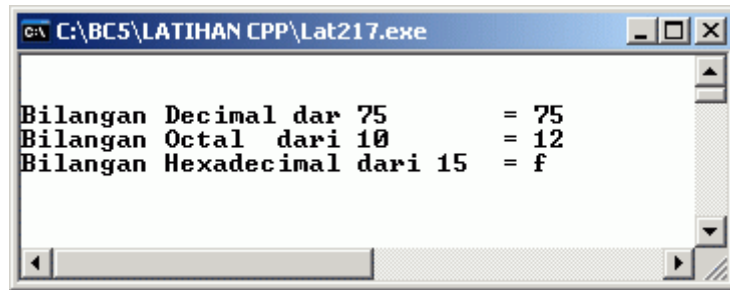 C:\BC5\LATIHAN CPP\Lat217.exe
Bilangan Decimal dar 75 = 75
Bilangan Octal dari 10 = 12
Bilangan Hexadecimal dari 15 = f